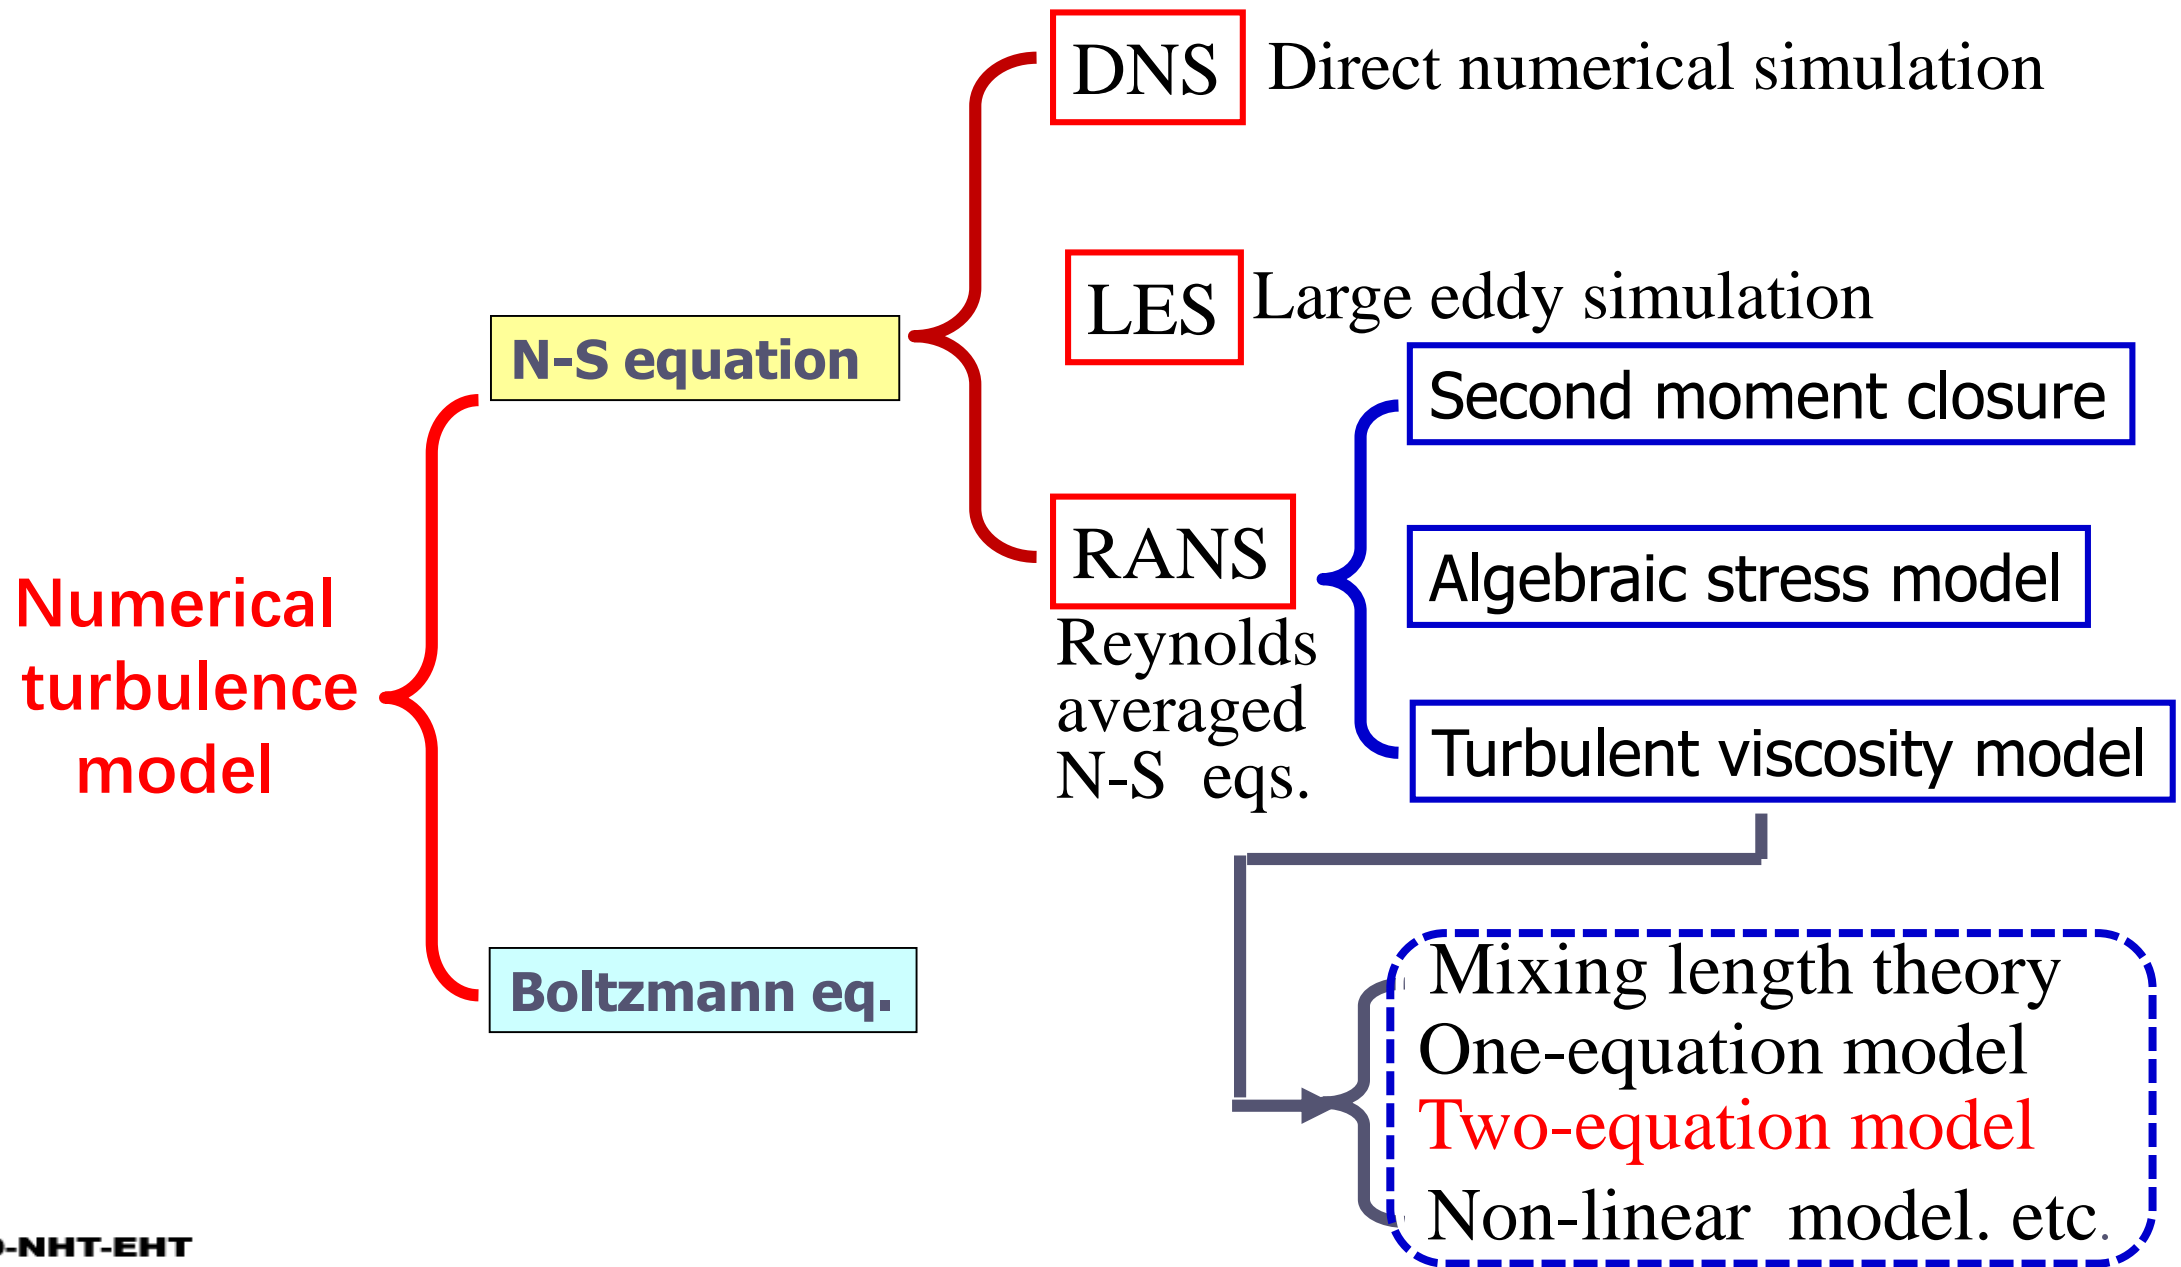 DNS Direct numerical simulation
LES Large eddy simulation
N-S equation
Second moment closure
RANS
Algebraic stress model
Reynolds
averaged
N-S eqs.
Turbulent viscosity model
Numerical
turbulence
model
Boltzmann eq.
Mixing length theory
One-equation model
Two-equation model
Non-linear model. etc.
-NHT-EHT